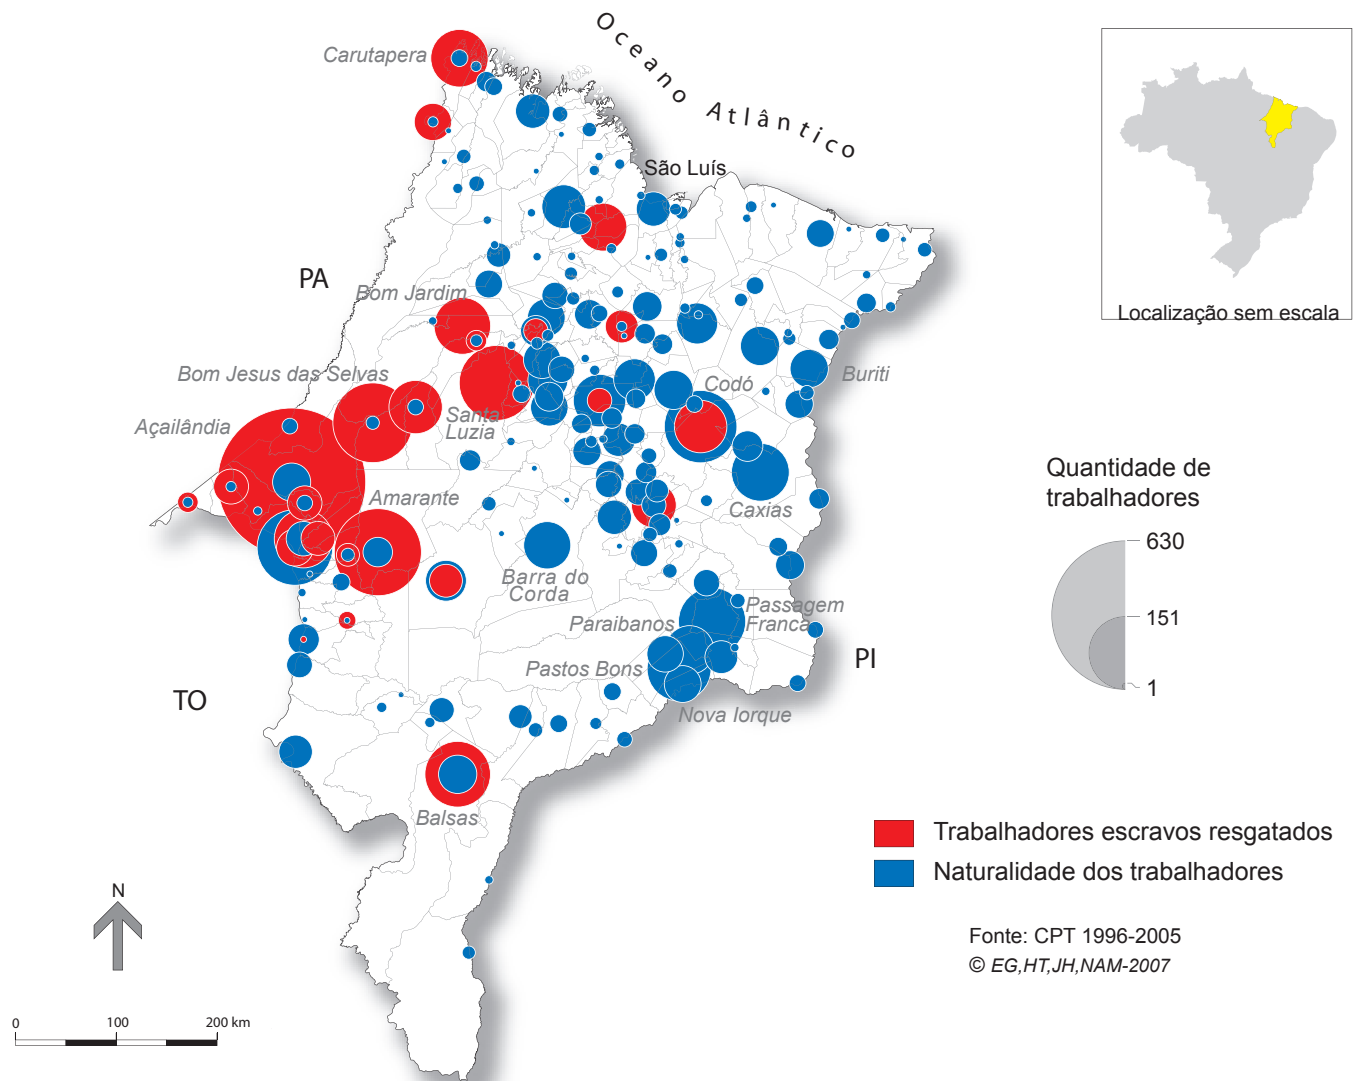 Oceano Atlântico
Carutapera
São Luís
PA
Bom Jardim
Bom Jesus das Selvas
Açailândia
Santa
Luzia
Amarante
Codó
Buriti
Caxias
Barra do
Corda
Passagem
Franca
Paraibanos
Pastos Bons
Nova Iorque
PI
TO
Balsas
Localização sem escala
Quantidade de
trabalhadores
630
151
1
Trabalhadores escravos resgatados
Naturalidade dos trabalhadores
Fonte: CPT 1996-2005
© EG,HT,JH,NAM-2007
N
0 100 200 km